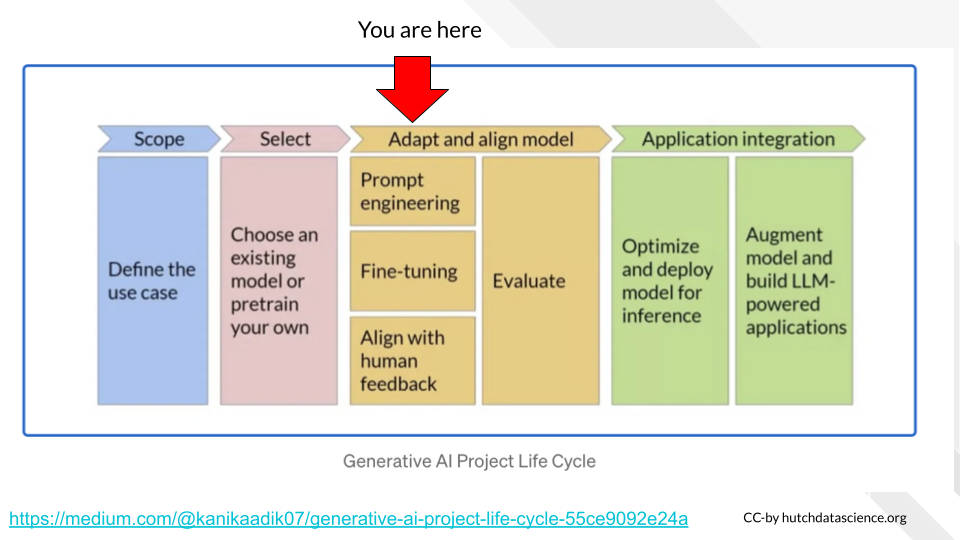 You are here
Scope
Select
Adapt and align model
Application integration
Define the
use case
Choose an
existing
model or
pretrain
your own
Prompt
engineering
Fine-tuning
Align with
human
feedback
Evaluate
Optimize
and deploy
model for
inference
Augment
model and
build LLM-
powered
applications
Generative AI Project Life Cycle
https://medium.com/@kanikaadik07/generative-ai-project-life-cycle-55ce9092e24a
CC-by hutchdatascience.org